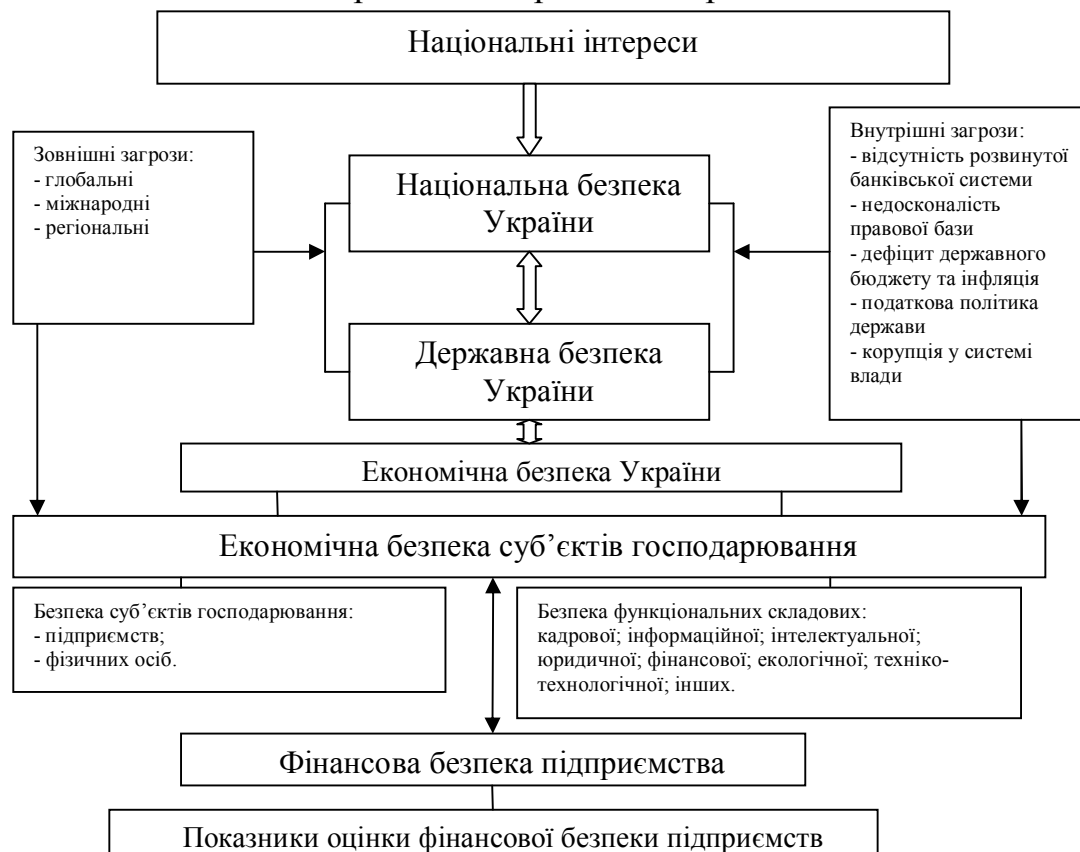 Національні інтереси
Зовнішні загрози:
- глобальні
- міжнародні
- регіональні
Національна безпека
України
Внутрішні загрози:
- відсутність розвинутої
банківської системи
- недосконалість
правової бази
- дефіцит державного
бюджету та інфляція
- податкова політика
держави
- корупція у системі
влади
Державна безпека
України
Економічна безпека України
Економічна безпека суб’єктів господарювання
Безпека суб’єктів господарювання:
- підприємств;
- фізичних осіб.
Безпека функціональних складових:
кадрової; інформаційної; інтелектуальної;
юридичної; фінансової; екологічної; техніко-
технологічної; інших.
Фінансова безпека підприємства
Показники оцінки фінансової безпеки підприємств